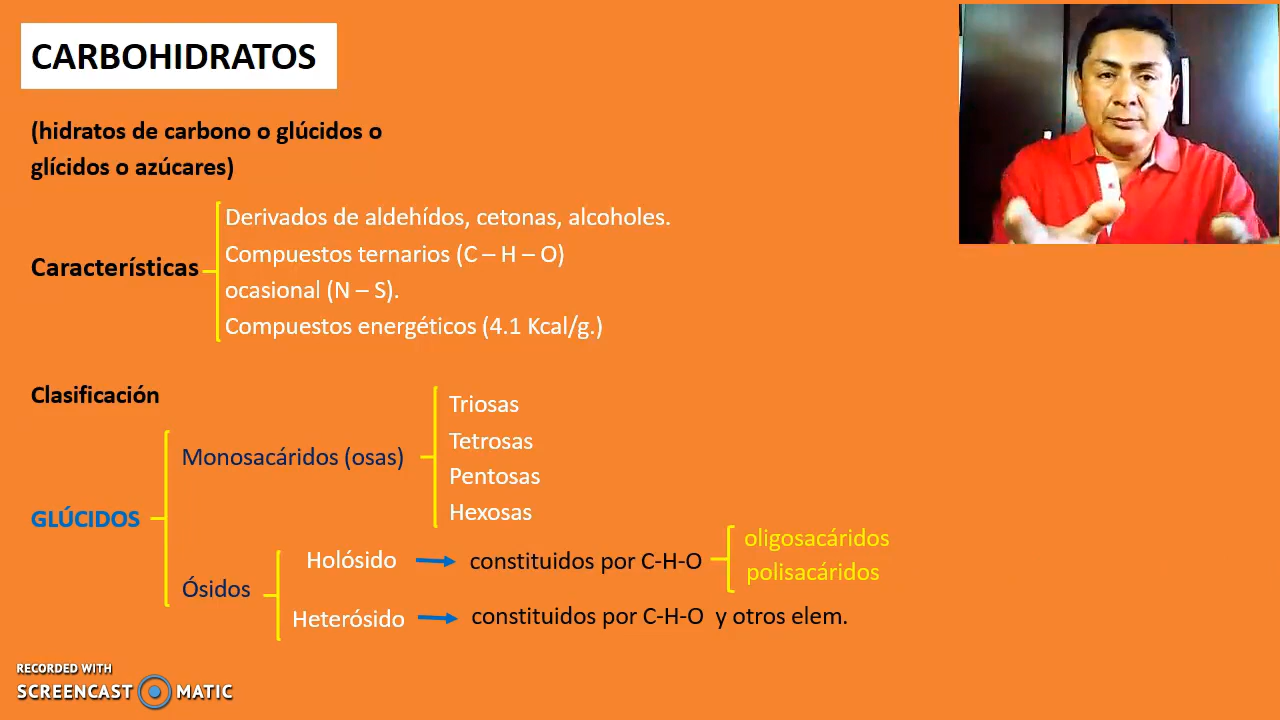 CARBOHIDRATOS
(hidratos de carbono o glúcidos o
glícidos o azúcares)
Características
Derivados de aldehídos, cetonas, alcoholes.
Compuestos ternarios (C – H – O)
ocasional (N – S).
Compuestos energéticos (4.1 Kcal/g.)
Clasificación
GLÚCIDOS
Monosacáridos (osas)
Triosas
Tetrosas
Pentosas
Hexosas
Ósidos
Holósido
constituidos por C-H-O
oligosacáridos
polisacáridos
Heterósido
constituidos por C-H-O y otros elem.
RECORDED WITH
SCREENCAST MATIC